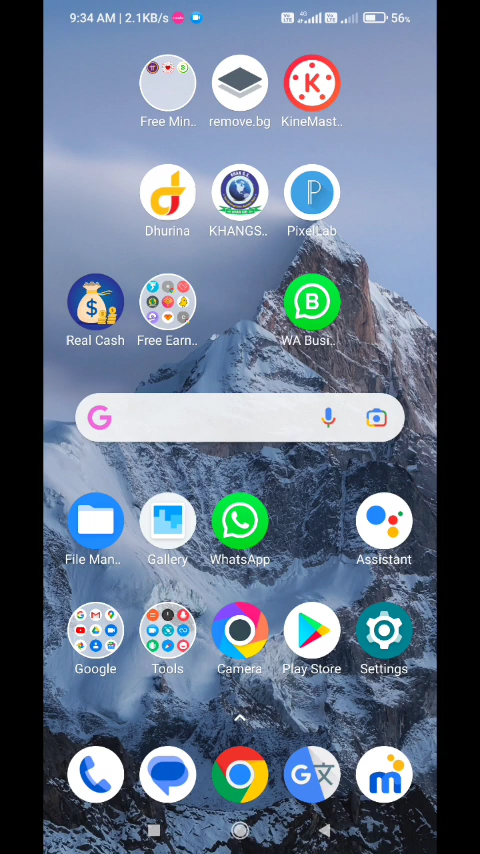 9:34 AM | 2.1KB/s 56%
Free Min.. remove.bg KineMast..
Dhurina KHANGS.. PixelLab
Real Cash Free Earn.. WA Busi..
File Man.. Gallery WhatsApp Assistant
Google Tools Camera Play Store Settings